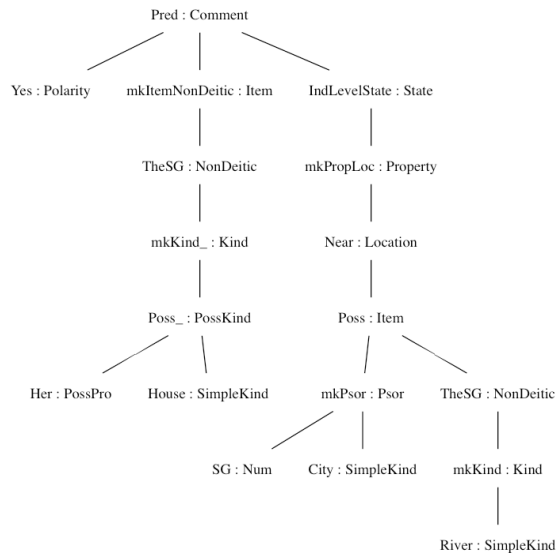 Pred : Comment
Yes : Polarity mkItemNonDeitic : Item IndLevelState : State
TheSG : NonDeitic mkPropLoc : Property
mkKind_ : Kind Near : Location
Poss_ : PossKind Poss : Item
Her : PossPro House : SimpleKind mkPsor : Psor TheSG : NonDeitic
SG : Num City : SimpleKind mkKind : Kind
River : SimpleKind